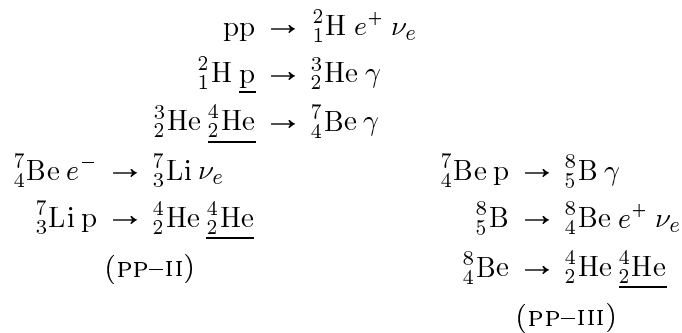 pp → ²₁H e⁺ νₑ
²₁H p → ³₂He γ
³₂He ⁴₂He → ⁷₄Be γ
⁷₄Be e⁻ → ⁷₃Li νₑ
⁷₃Li p → ⁴₂He ⁴₂He
(PP–II)
⁷₄Be p → ⁸₅B γ
⁸₅B → ⁸₄Be e⁺ νₑ
⁸₄Be → ⁴₂He ⁴₂He
(PP–III)